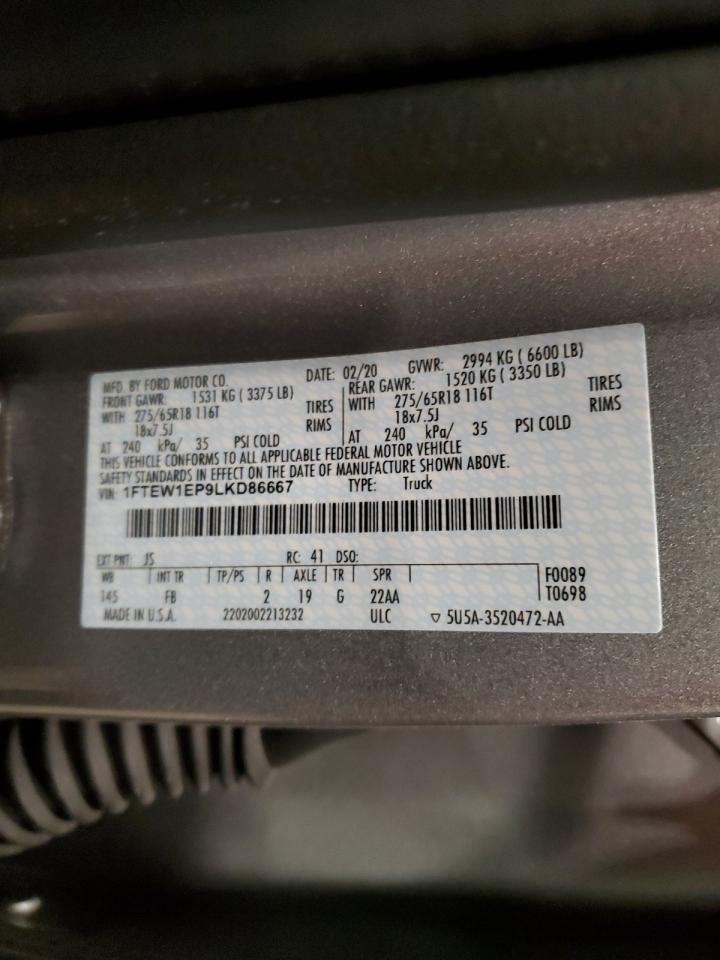 MFD. BY FORD MOTOR CO. DATE: 02/20 GVWR: 2994 KG ( 6600 LB)
FRONT GAWR: 1531 KG ( 3375 LB) REAR GAWR: 1520 KG ( 3350 LB)
WITH 275/65R18 116T TIRES WITH 275/65R18 116T TIRES
18x7.5J RIMS 18x7.5J RIMS
AT 240 kPa/ 35 PSI COLD AT 240 kPa/ 35 PSI COLD
THIS VEHICLE CONFORMS TO ALL APPLICABLE FEDERAL MOTOR VEHICLE
SAFETY STANDARDS IN EFFECT ON THE DATE OF MANUFACTURE SHOWN ABOVE.
VIN: 1FTEW1EP9LKD86667 TYPE: Truck
EXT PNT: JS RC: 41 DSO:
WB INT TR TP/PS R AXLE TR SPR F0089
145 FB 2 19 G 22AA T0698
MADE IN U.S.A. 2202002213232 ULC ▽ 5U5A-3520472-AA